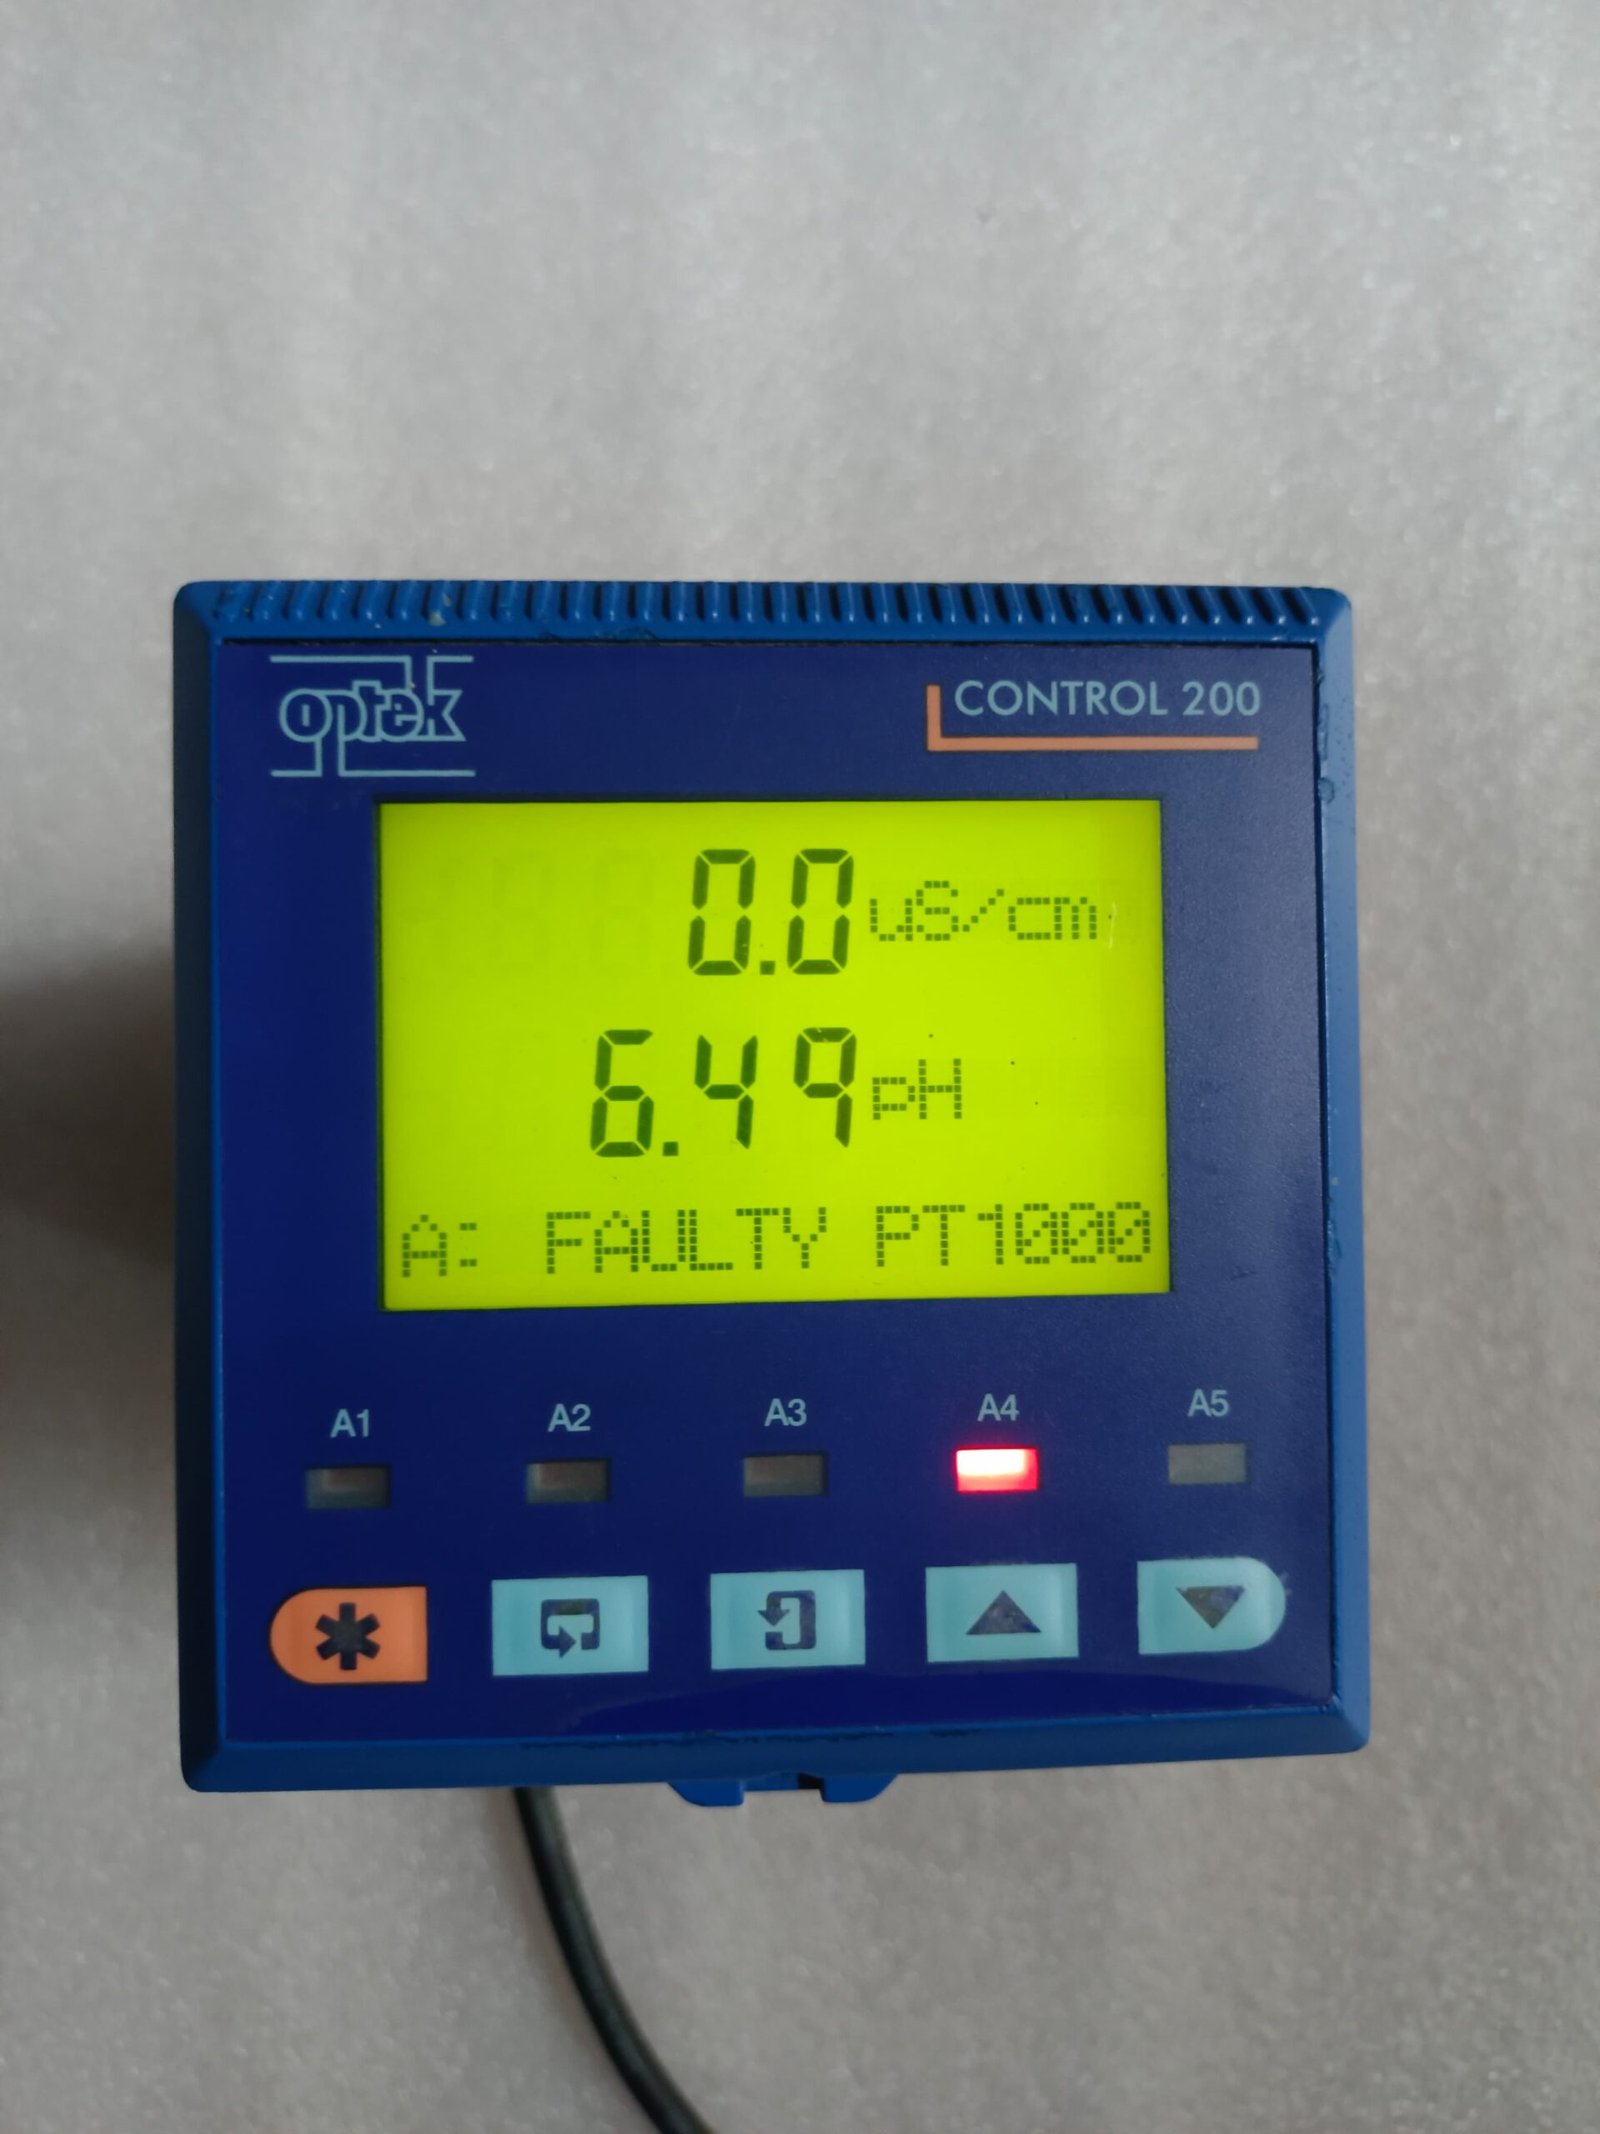 optek
CONTROL 200
0.0 uS/cm
6.49 pH
A: FAULTY PT1000
A1 A2 A3 A4 A5